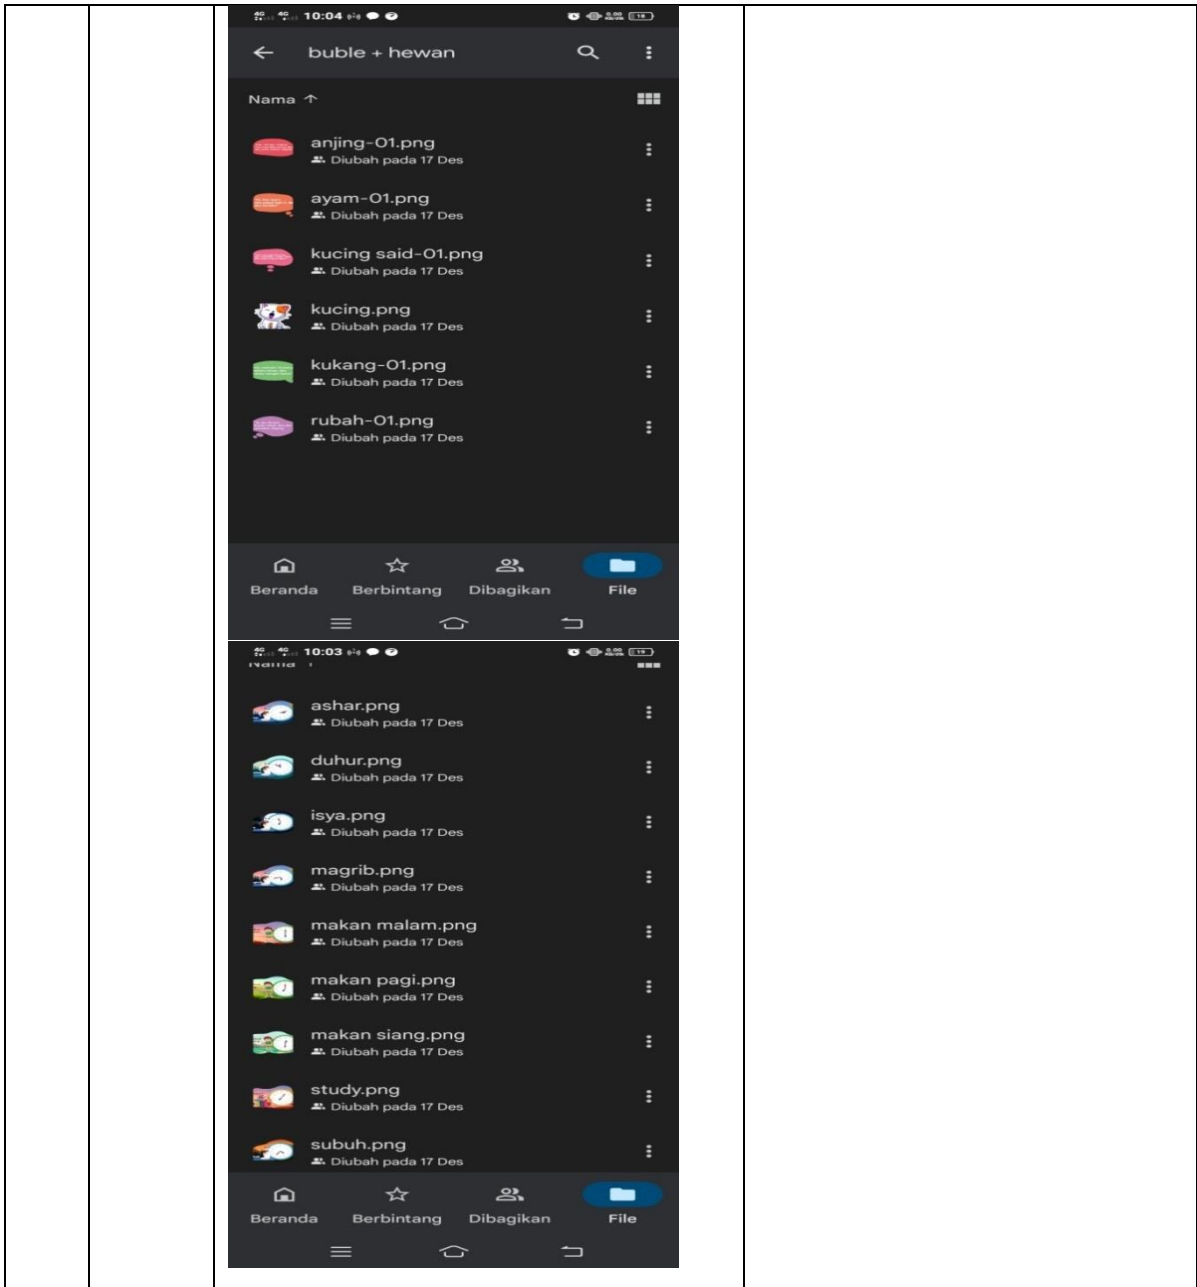 10:04
buble + hewan
Nama ↑
anjing-01.png
Diubah pada 17 Des
ayam-01.png
Diubah pada 17 Des
kucing said-01.png
Diubah pada 17 Des
kucing.png
Diubah pada 17 Des
kukang-01.png
Diubah pada 17 Des
rubah-01.png
Diubah pada 17 Des
Beranda Berbintang Dibagikan File
10:03
Nama ↑
ashar.png
Diubah pada 17 Des
duhur.png
Diubah pada 17 Des
isya.png
Diubah pada 17 Des
magrib.png
Diubah pada 17 Des
makan malam.png
Diubah pada 17 Des
makan pagi.png
Diubah pada 17 Des
makan siang.png
Diubah pada 17 Des
study.png
Diubah pada 17 Des
subuh.png
Diubah pada 17 Des
Beranda Berbintang Dibagikan File